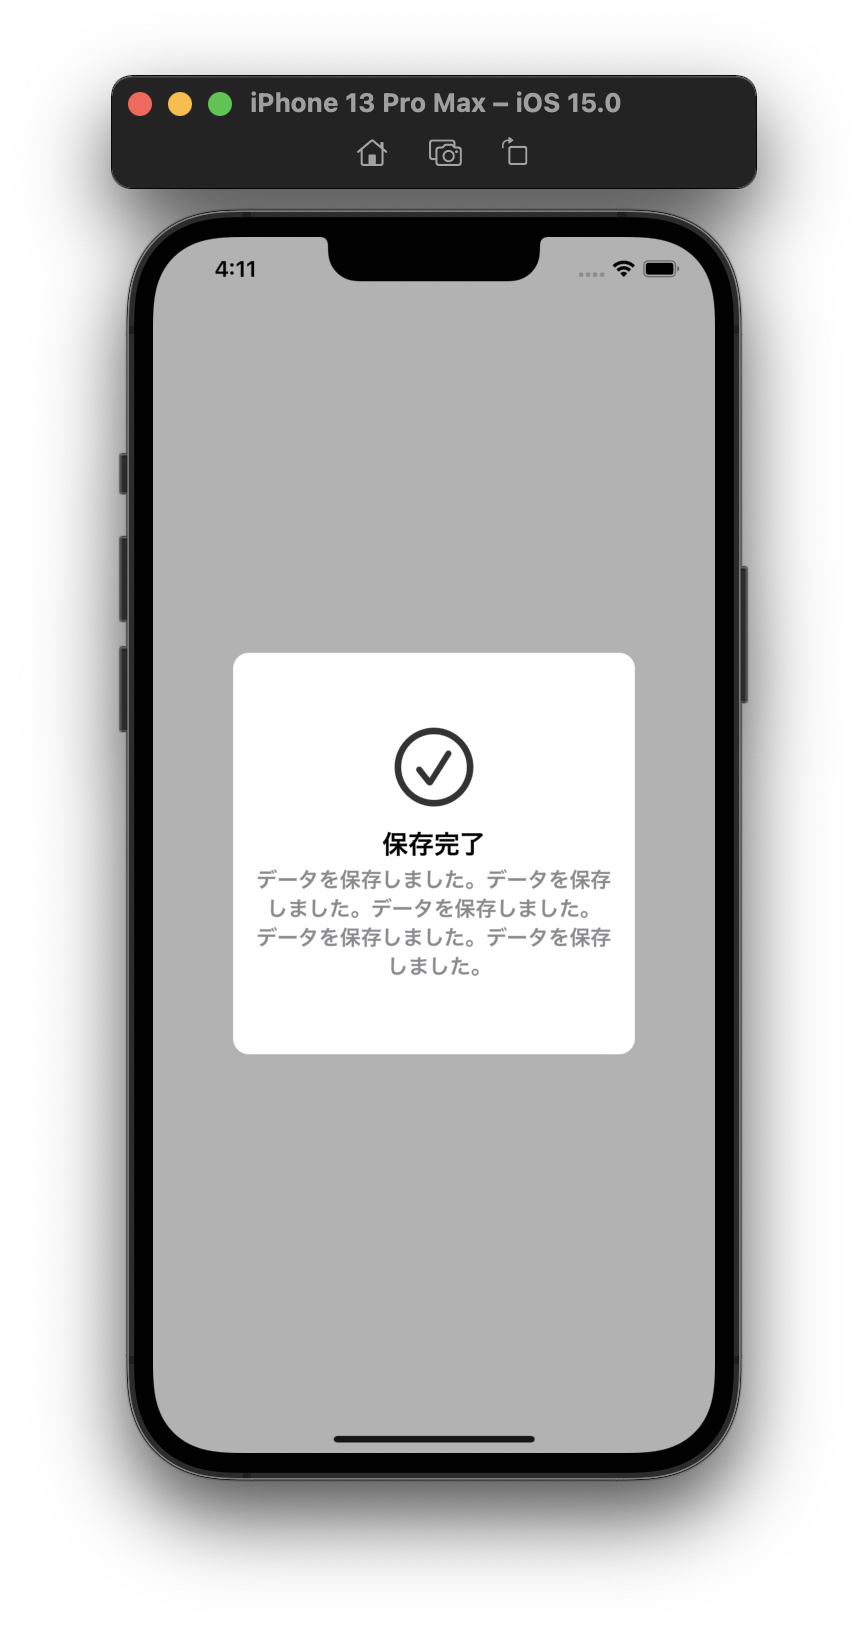 iPhone 13 Pro Max – iOS 15.0
4:11
保存完了
データを保存しました。データを保存
しました。データを保存しました。
データを保存しました。データを保存
しました。